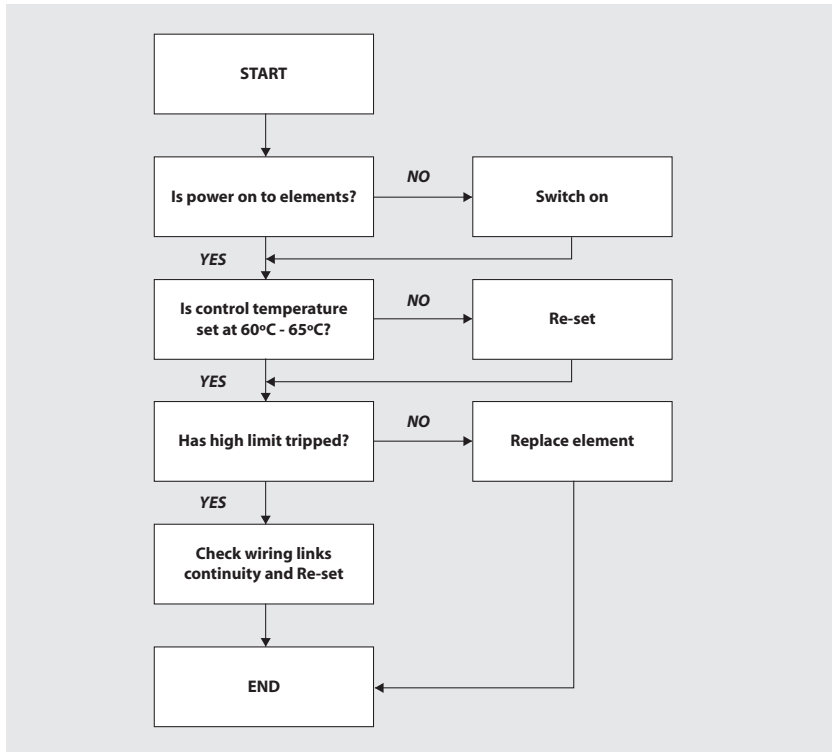 START
Is power on to elements?
NO
Switch on
YES
Is control temperature
set at 60ºC - 65ºC?
NO
Re-set
YES
Has high limit tripped?
NO
Replace element
YES
Check wiring links
continuity and Re-set
END